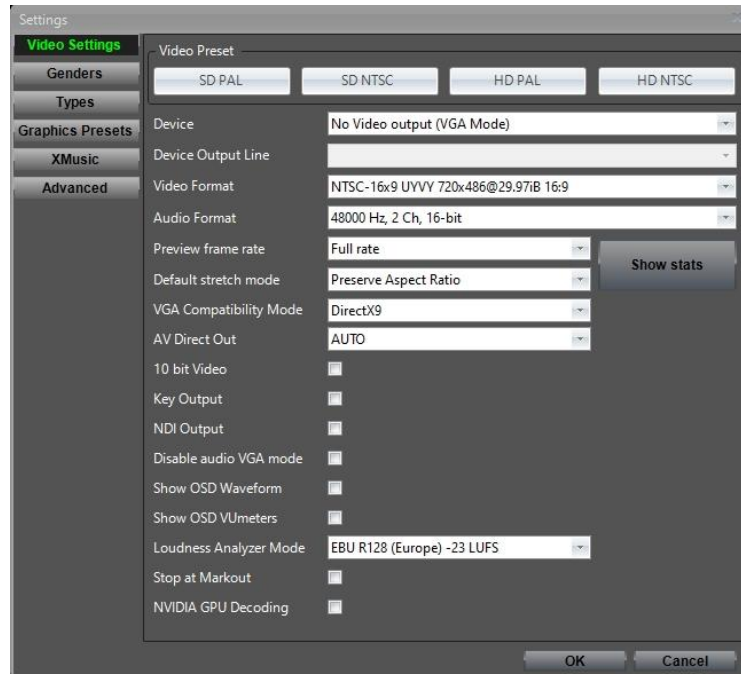 Settings
Video Settings
Genders
Types
Graphics Presets
XMusic
Advanced
Video Preset
SD PAL SD NTSC HD PAL HD NTSC
Device No Video output (VGA Mode)
Device Output Line
Video Format NTSC-16x9 UYVY 720x486@29.97iB 16:9
Audio Format 48000 Hz, 2 Ch, 16-bit
Preview frame rate Full rate
Show stats
Default stretch mode Preserve Aspect Ratio
VGA Compatibility Mode DirectX9
AV Direct Out AUTO
10 bit Video
Key Output
NDI Output
Disable audio VGA mode
Show OSD Waveform
Show OSD VUmeters
Loudness Analyzer Mode EBU R128 (Europe) -23 LUFS
Stop at Markout
NVIDIA GPU Decoding
OK Cancel